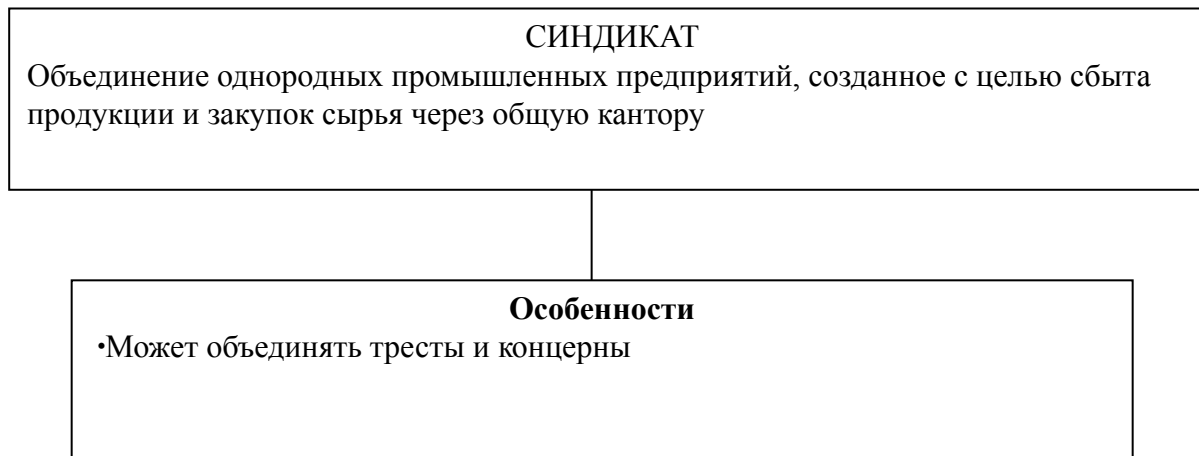 СИНДИКАТ
Объединение однородных промышленных предприятий, созданное с целью сбыта
продукции и закупок сырья через общую кантору
Особенности
·Может объединять тресты и концерны